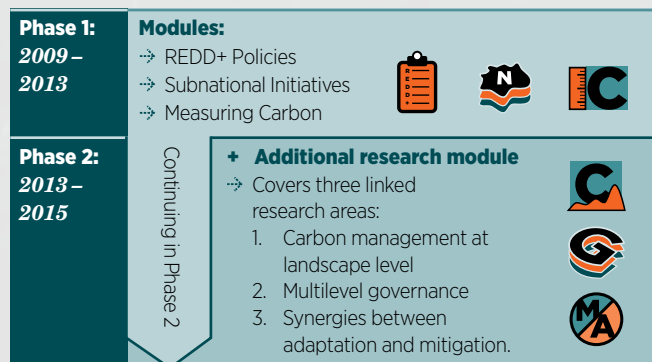 Phase 1:
2009 –
2013
Modules:
⇢ REDD+ Policies
⇢ Subnational Initiatives
⇢ Measuring Carbon
REDD+
N
C
Phase 2:
2013 –
2015
Continuing in Phase 2
+ Additional research module
⇢ Covers three linked
research areas:
1. Carbon management at
landscape level
2. Multilevel governance
3. Synergies between
adaptation and mitigation.
C
G
MA